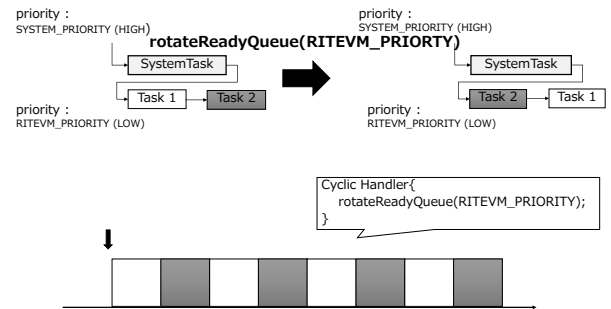 priority :
SYSTEM_PRIORITY (HIGH)
rotateReadyQueue(RITEVM_PRIORTY)
SystemTask
Task 1
Task 2
priority :
RITEVM_PRIORITY (LOW)
priority :
SYSTEM_PRIORITY (HIGH)
SystemTask
Task 2
Task 1
priority :
RITEVM_PRIORITY (LOW)
Cyclic Handler{
rotateReadyQueue(RITEVM_PRIORITY);
}